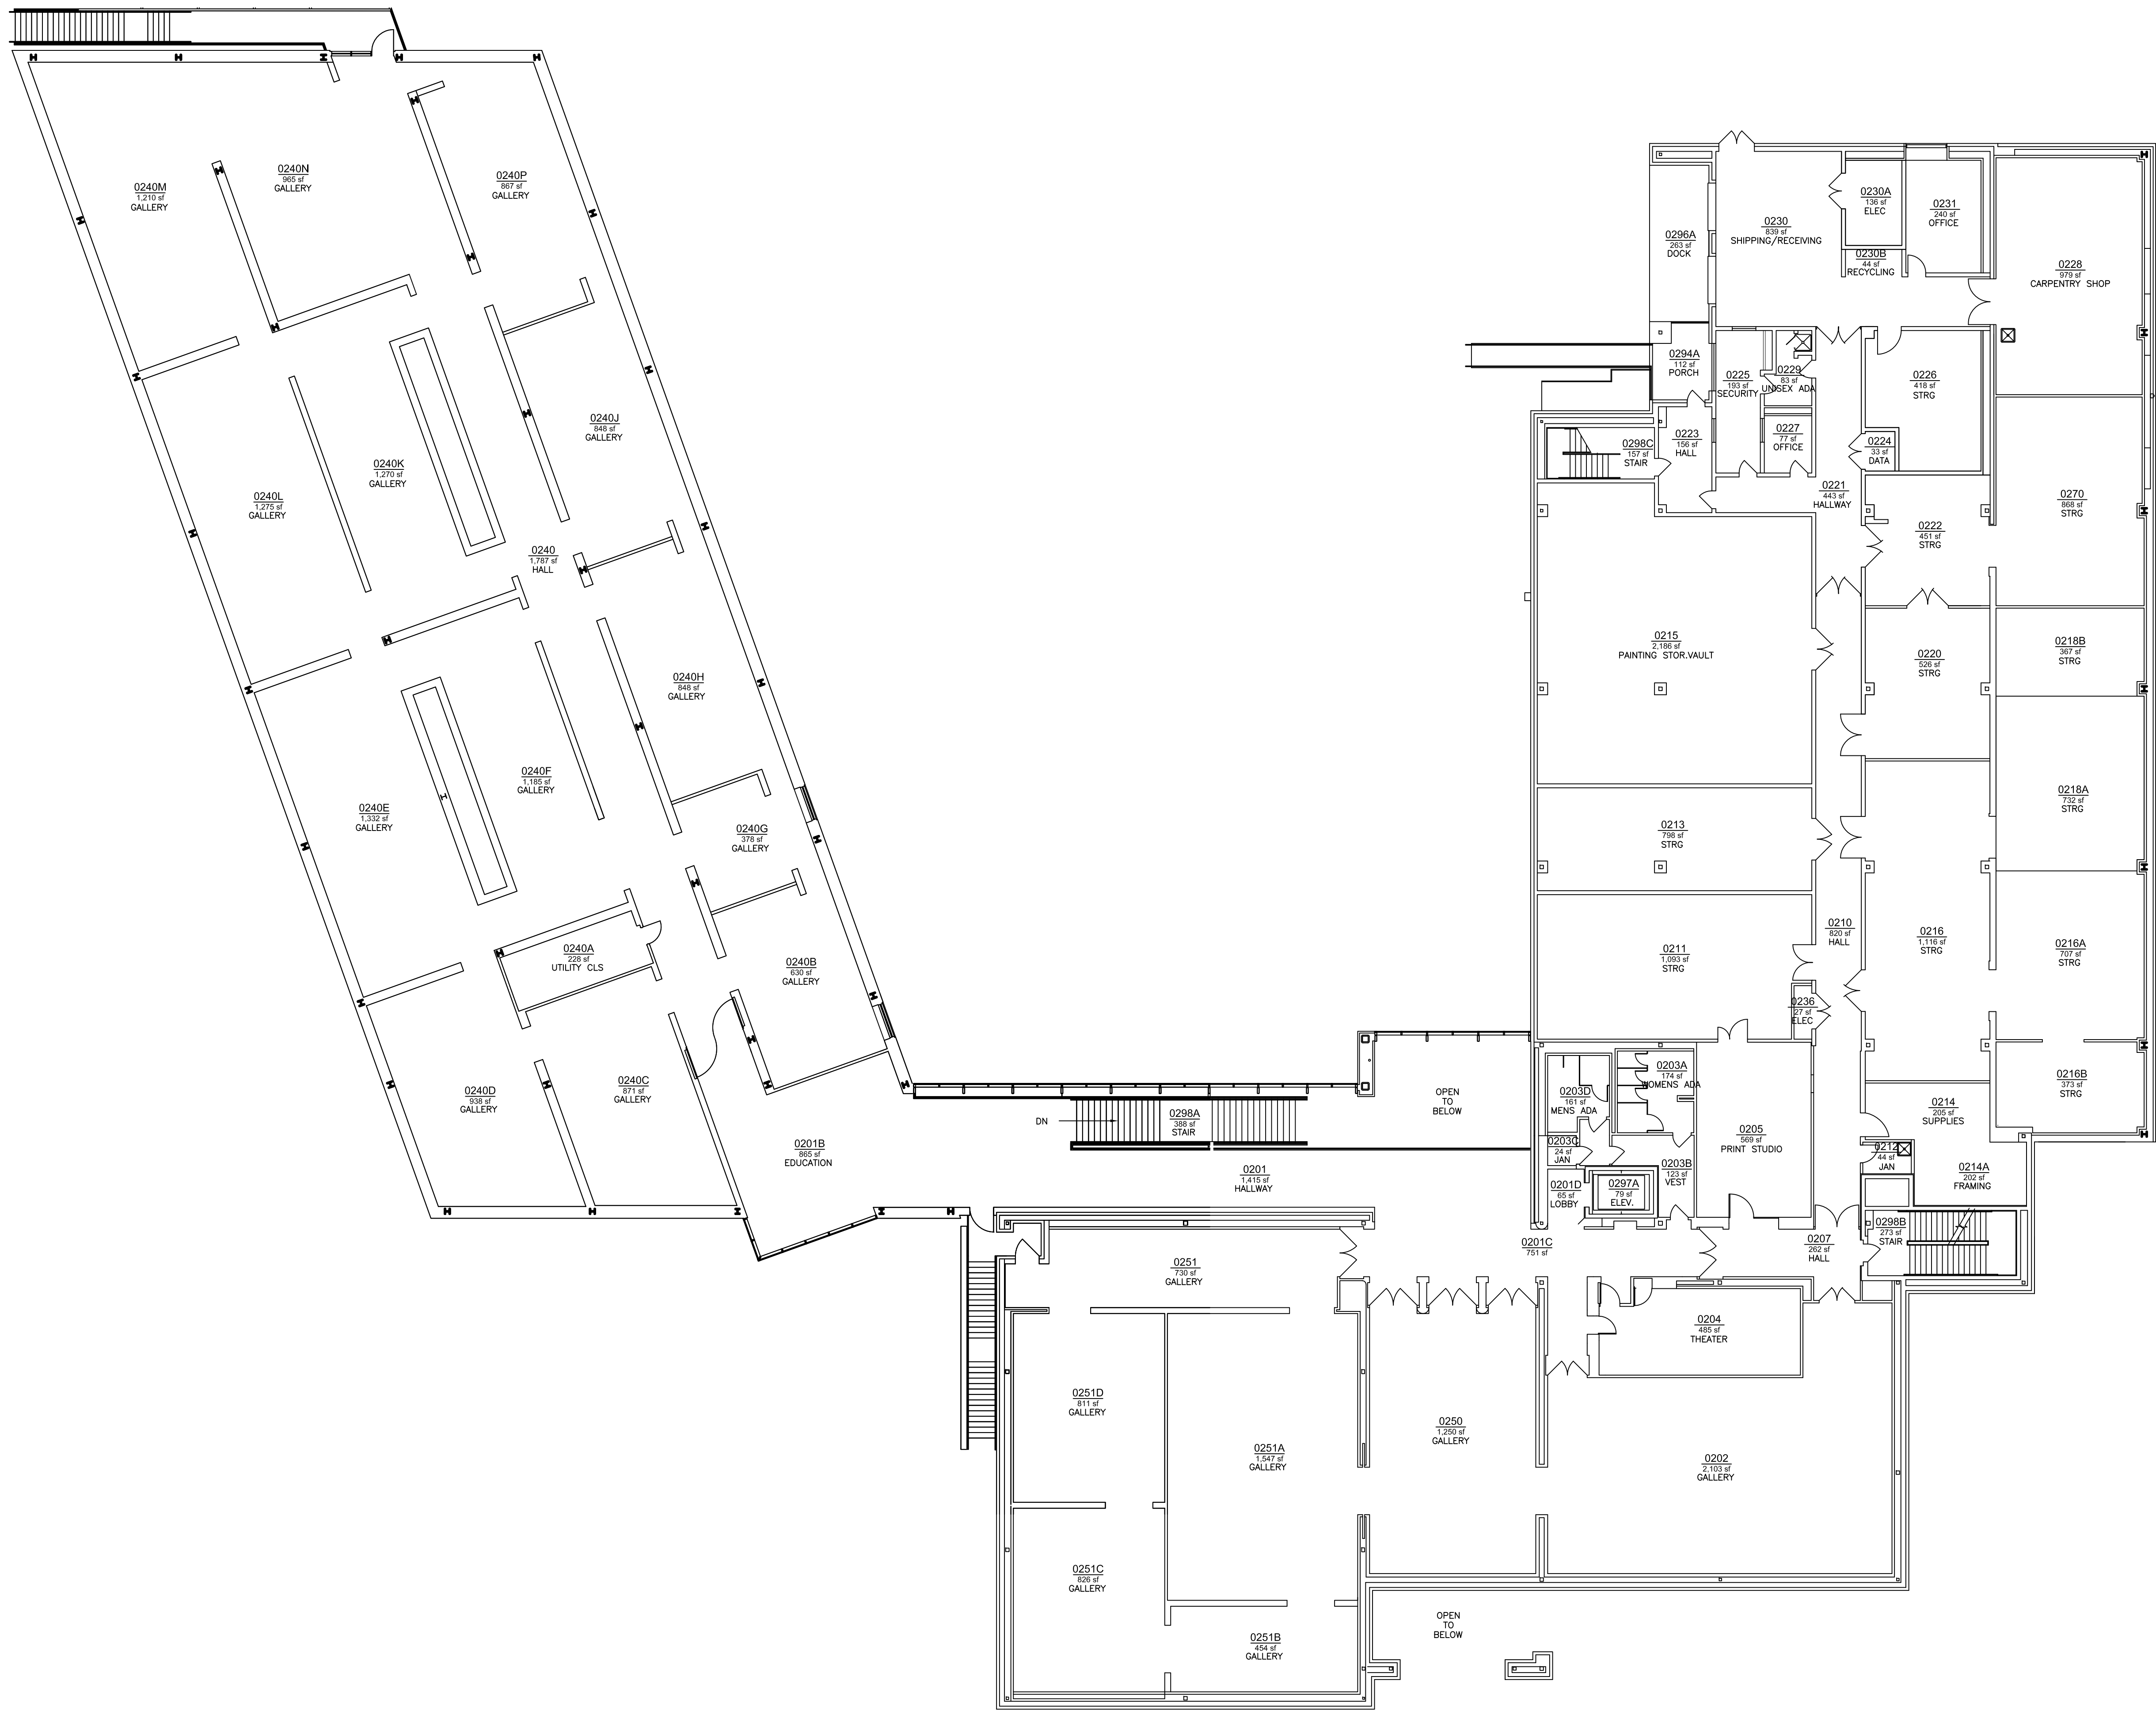 0240M
1,210 sf
GALLERY
0240N
965 sf
GALLERY
0240P
867 sf
GALLERY
0240L
1,275 sf
GALLERY
0240K
1,270 sf
GALLERY
0240J
848 sf
GALLERY
0240
1,787 sf
HALL
0240H
848 sf
GALLERY
0240E
1,332 sf
GALLERY
0240F
1,185 sf
GALLERY
0240G
378 sf
GALLERY
0240A
228 sf
UTILITY CLS
0240B
630 sf
GALLERY
0240D
938 sf
GALLERY
0240C
871 sf
GALLERY
0201B
865 sf
EDUCATION
DN
0298A
388 sf
STAIR
0201
1,415 sf
HALLWAY
OPEN
TO
BELOW
0296A
263 sf
DOCK
0230
839 sf
SHIPPING/RECEIVING
0230A
136 sf
ELEC
0231
240 sf
OFFICE
0230B
44 sf
RECYCLING
0228
979 sf
CARPENTRY SHOP
0294A
112 sf
PORCH
0225
193 sf
SECURITY
0229
83 sf
UNISEX ADA
0226
418 sf
STRG
0298C
157 sf
STAIR
0223
156 sf
HALL
0227
77 sf
OFFICE
0224
33 sf
DATA
0221
443 sf
HALLWAY
0222
451 sf
STRG
0270
868 sf
STRG
0215
2,186 sf
PAINTING STOR.VAULT
0220
526 sf
STRG
0218B
367 sf
STRG
0218A
732 sf
STRG
0213
798 sf
STRG
0211
1,093 sf
STRG
0210
820 sf
HALL
0216
1,116 sf
STRG
0216A
707 sf
STRG
0236
27 sf
ELEC
0203D
161 sf
MENS ADA
0203A
174 sf
WOMENS ADA
0205
569 sf
PRINT STUDIO
0216B
373 sf
STRG
0214
205 sf
SUPPLIES
0203C
24 sf
JAN
0203B
123 sf
VEST
0212
44 sf
JAN
0214A
202 sf
FRAMING
0201D
65 sf
LOBBY
0297A
79 sf
ELEV.
0201C
751 sf
0207
262 sf
HALL
0298B
273 sf
STAIR
0251
730 sf
GALLERY
0204
485 sf
THEATER
0251D
811 sf
GALLERY
0251A
1,547 sf
GALLERY
0250
1,250 sf
GALLERY
0202
2,103 sf
GALLERY
0251C
826 sf
GALLERY
0251B
454 sf
GALLERY
OPEN
TO
BELOW